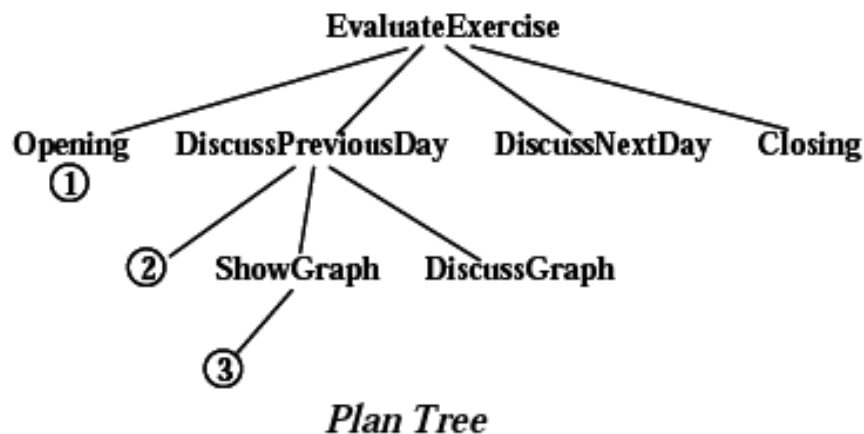 EvaluateExercise
Opening DiscussPreviousDay DiscussNextDay Closing
①
② ShowGraph DiscussGraph
③
Plan Tree